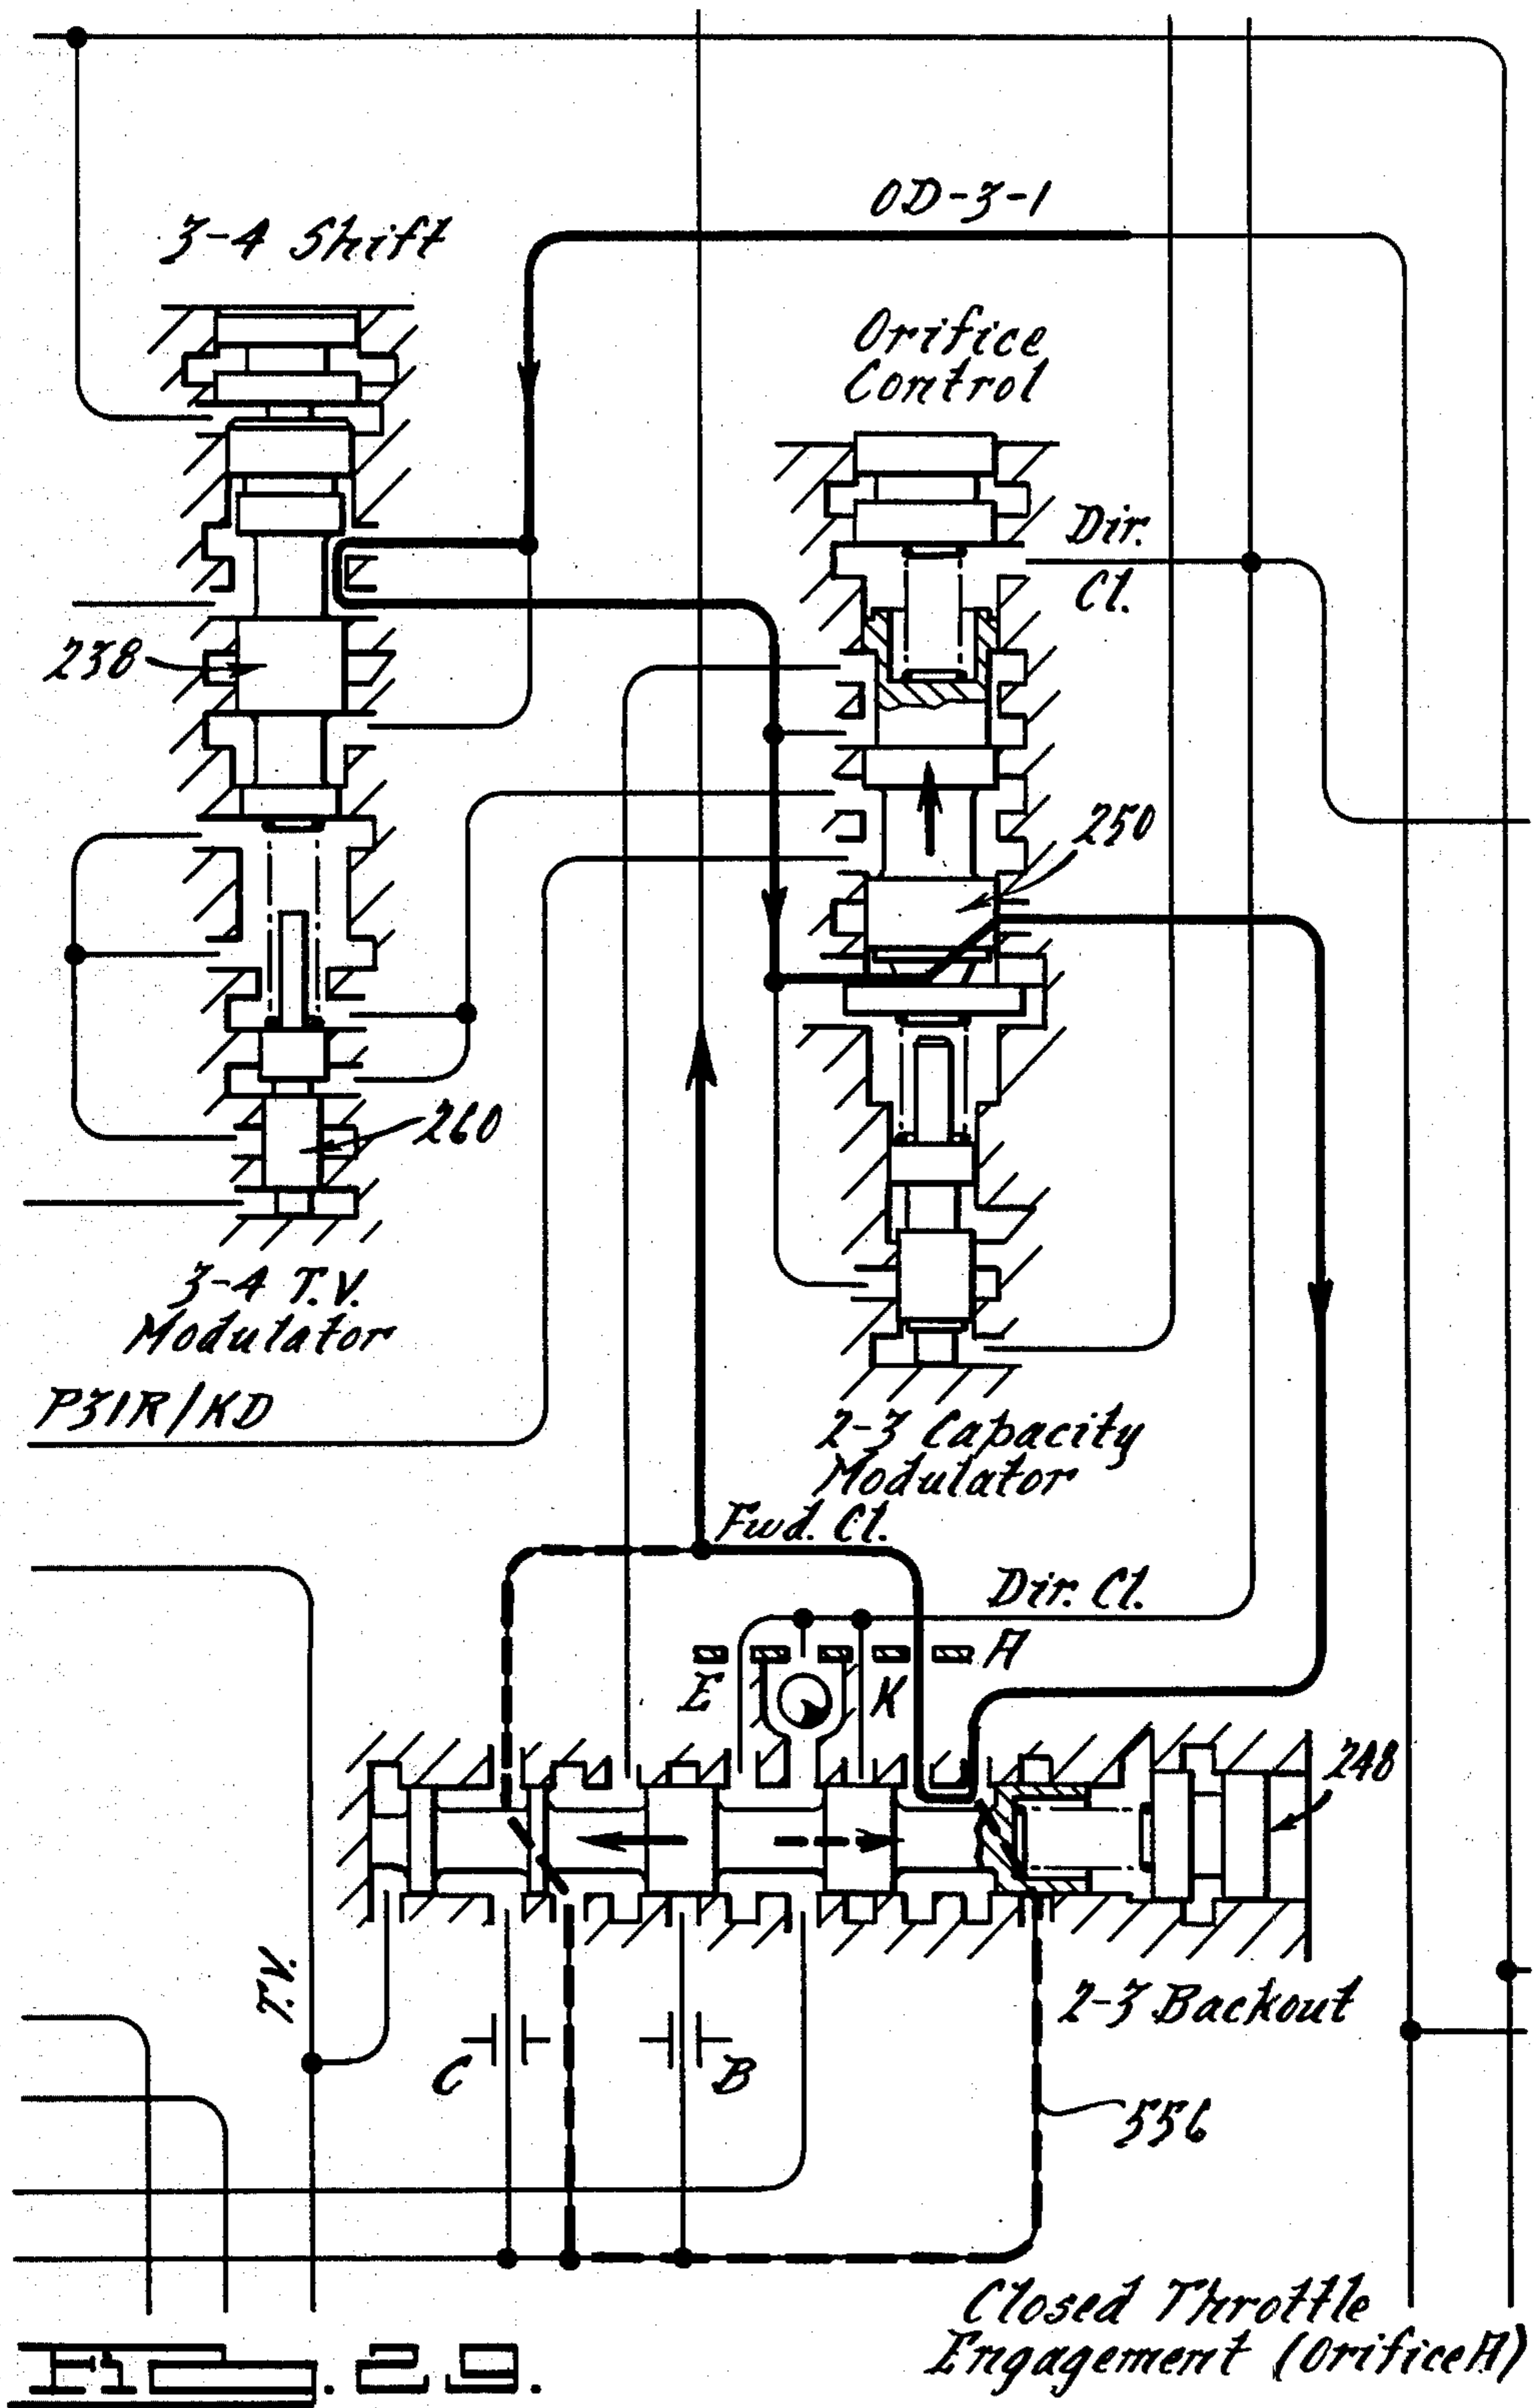 OD-3-1
3-4 Shift
Orifice
Control
Dir.
Cl.
238
250
260
3-4 T.V.
Modulator
P31R/KD
2-3 Capacity
Modulator
Fwd. Cl.
Dir. Cl.
A
E
K
248
T.V.
2-3 Backout
C
B
556
Closed Throttle
Engagement (Orifice A)
FIG. 29.